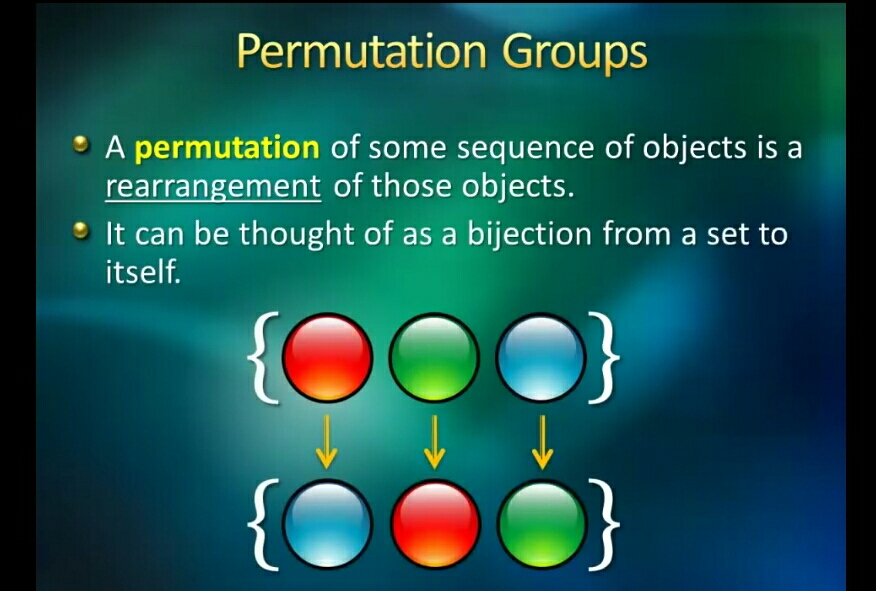 Permutation Groups
A permutation of some sequence of objects is a
rearrangement of those objects.
It can be thought of as a bijection from a set to
itself.
{ }
{ }